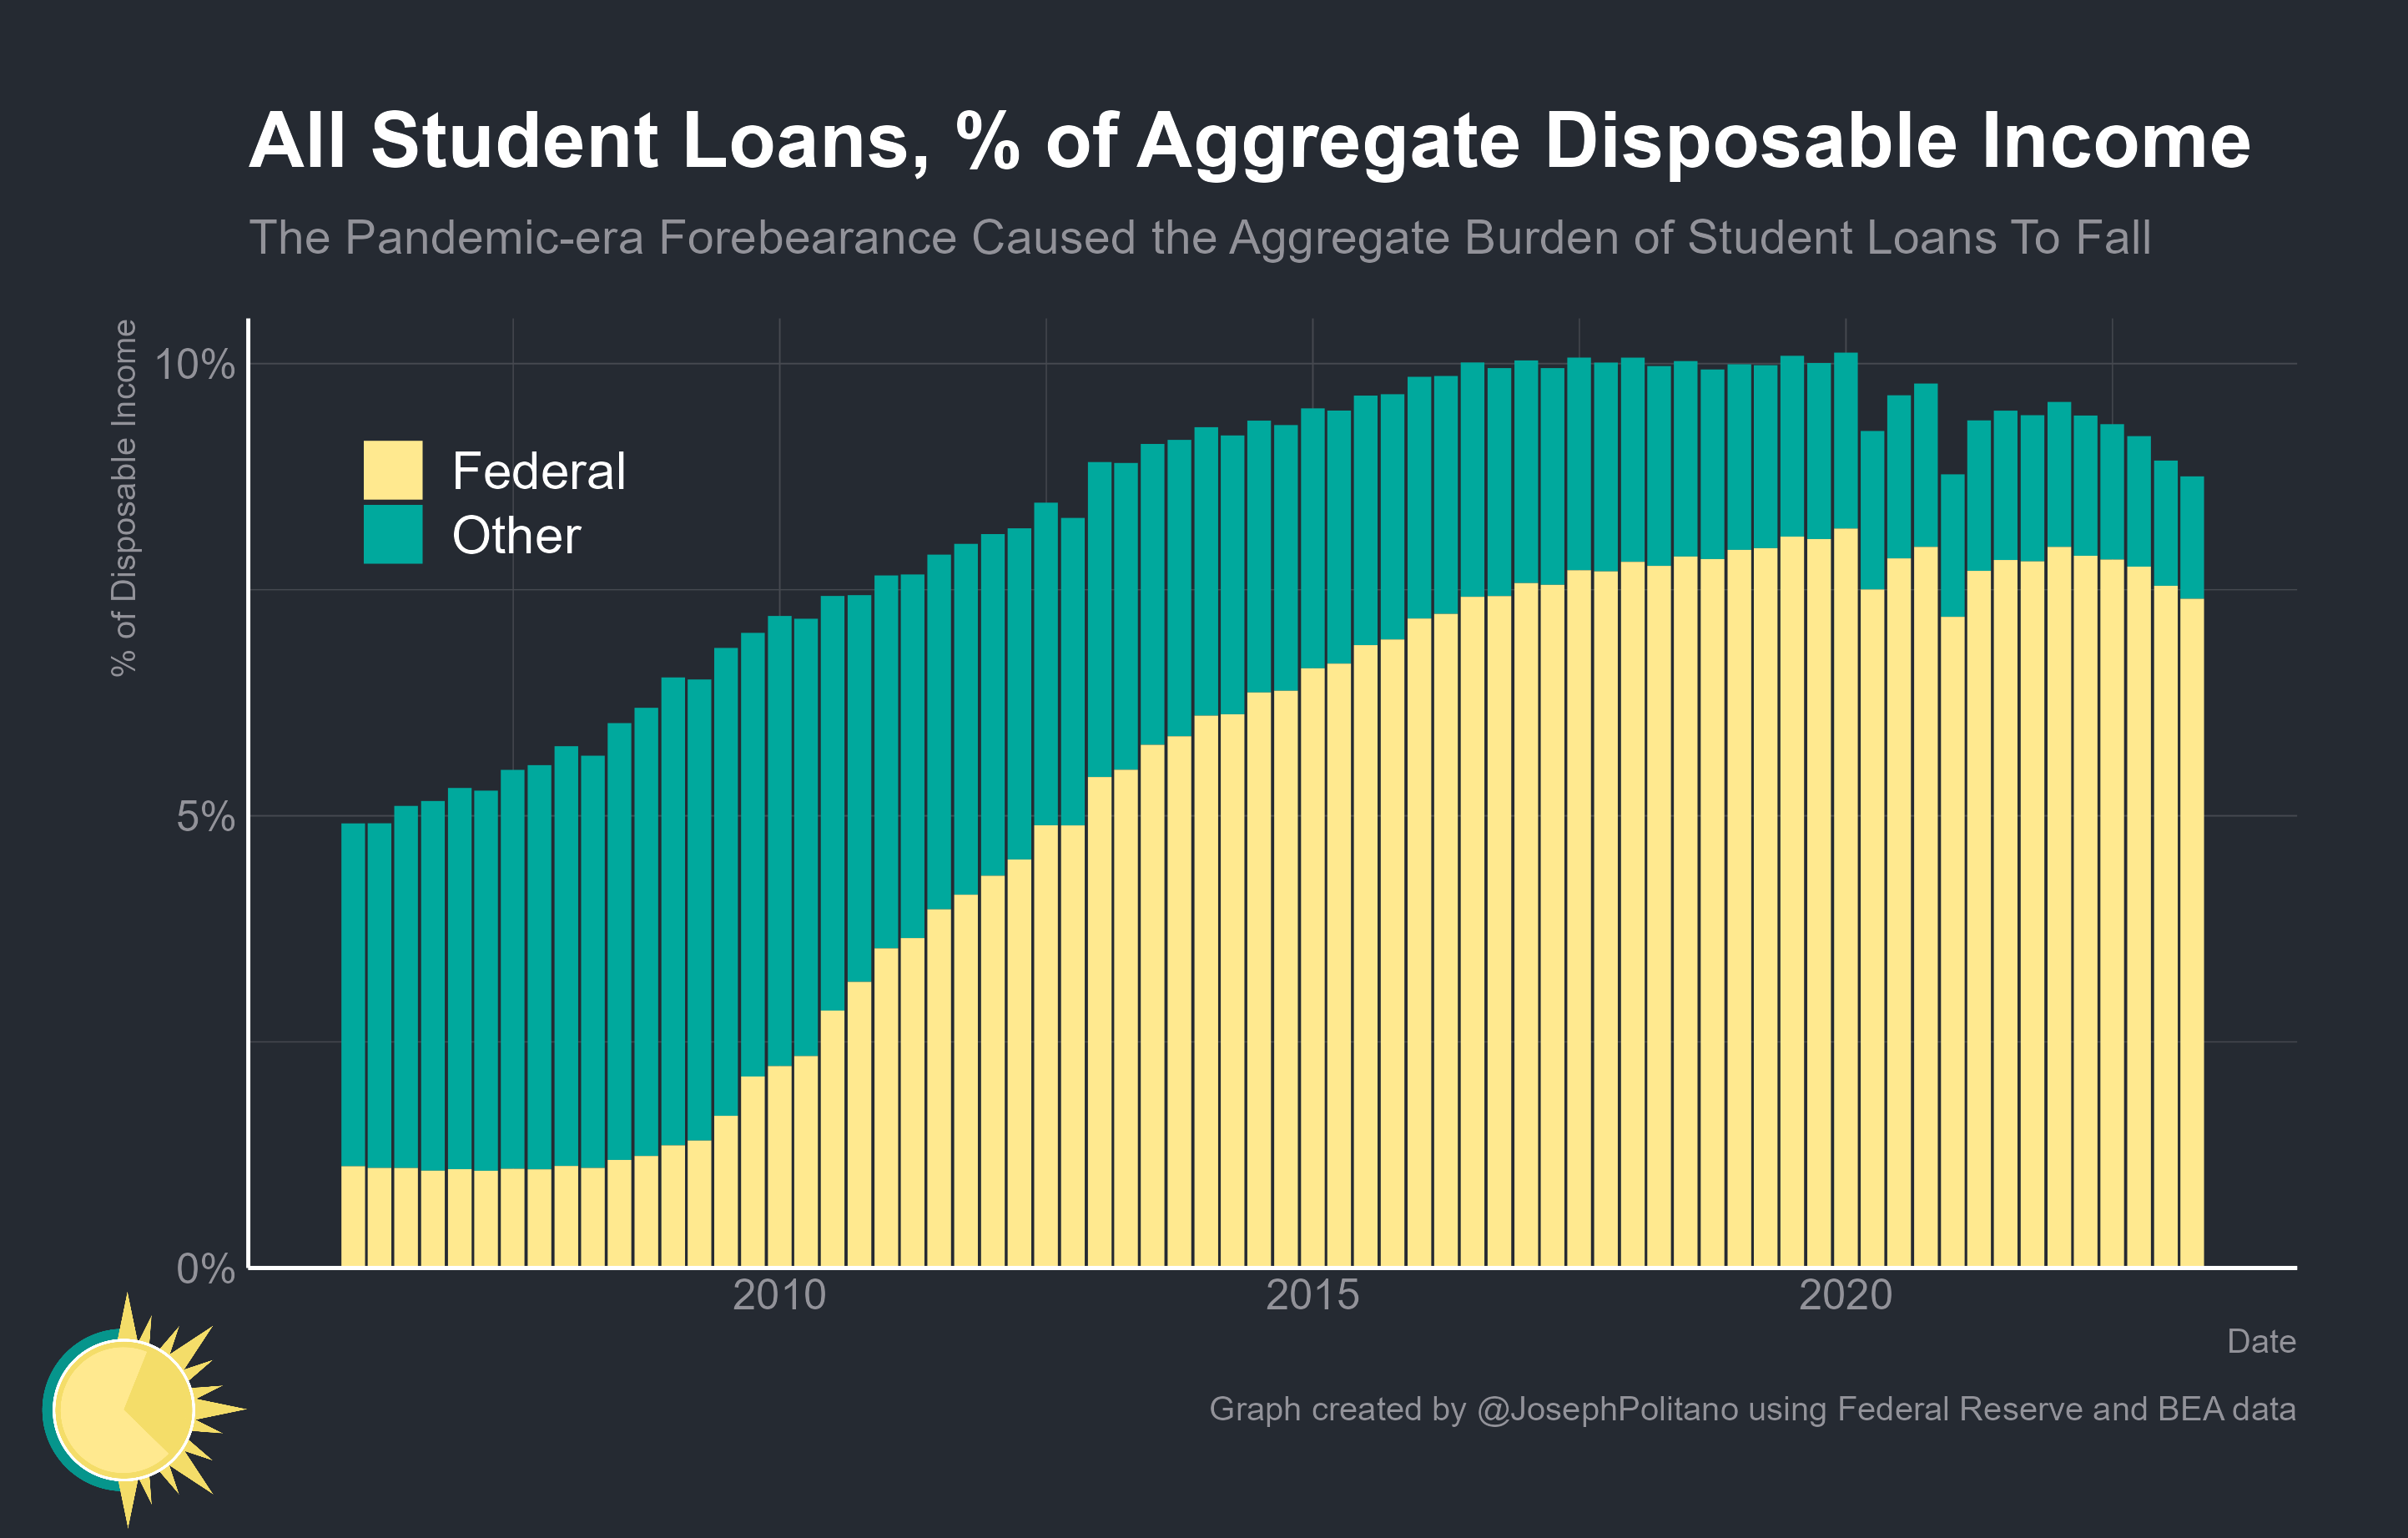 All Student Loans, % of Aggregate Disposable Income
The Pandemic-era Forebearance Caused the Aggregate Burden of Student Loans To Fall
% of Disposable Income
10%
5%
0%
Federal
Other
2010
2015
2020
Date
Graph created by @JosephPolitano using Federal Reserve and BEA data